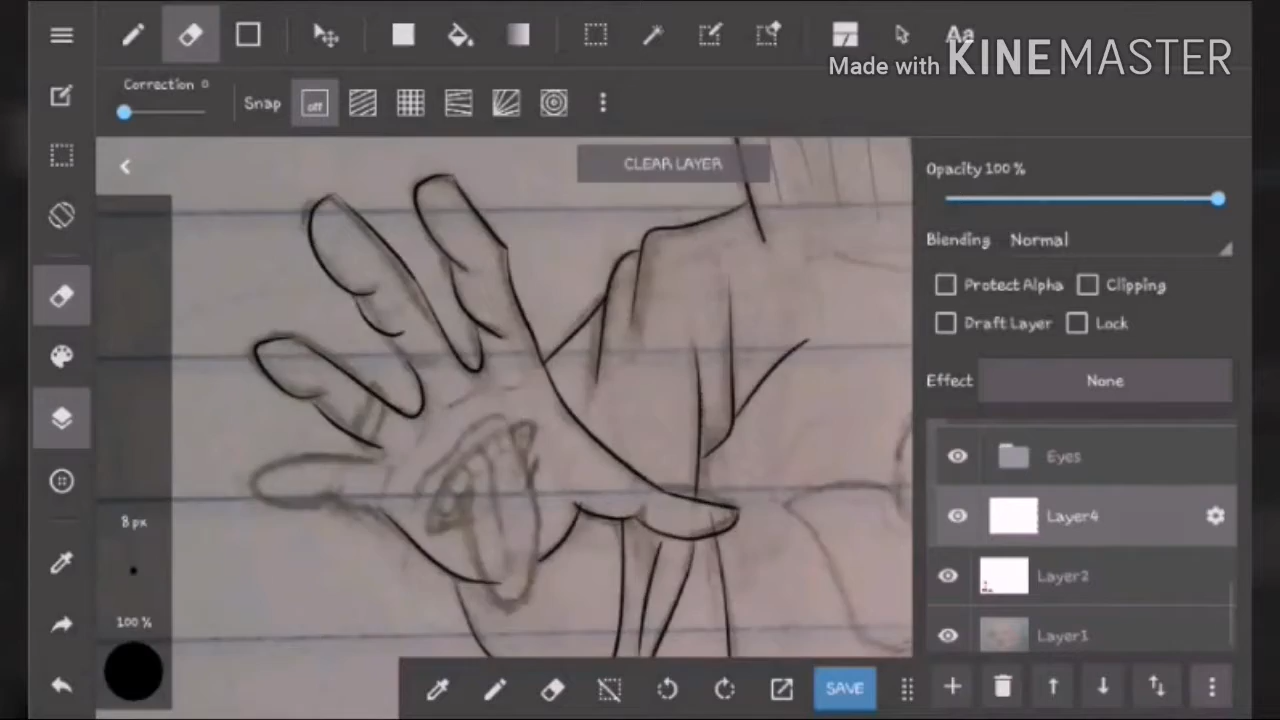 Aa
Made with KINEMASTER
Correction 0
Snap
off
CLEAR LAYER
Opacity 100 %
Blending Normal
Protect Alpha
Clipping
Draft Layer
Lock
Effect None
Eyes
Layer4
Layer2
Layer1
8 px
100 %
SAVE